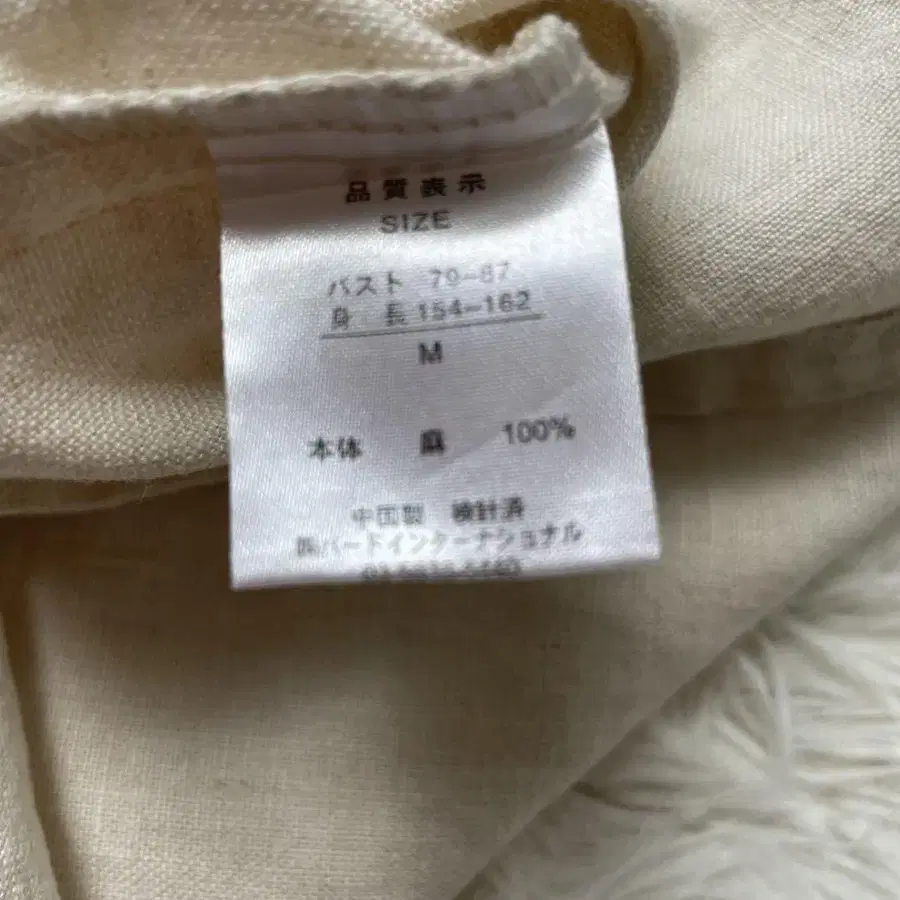 品質表示
SIZE
バスト 79-87
身 長 154-162
M
本体 麻 100%
中国製 検針済
ハードインターナショナル